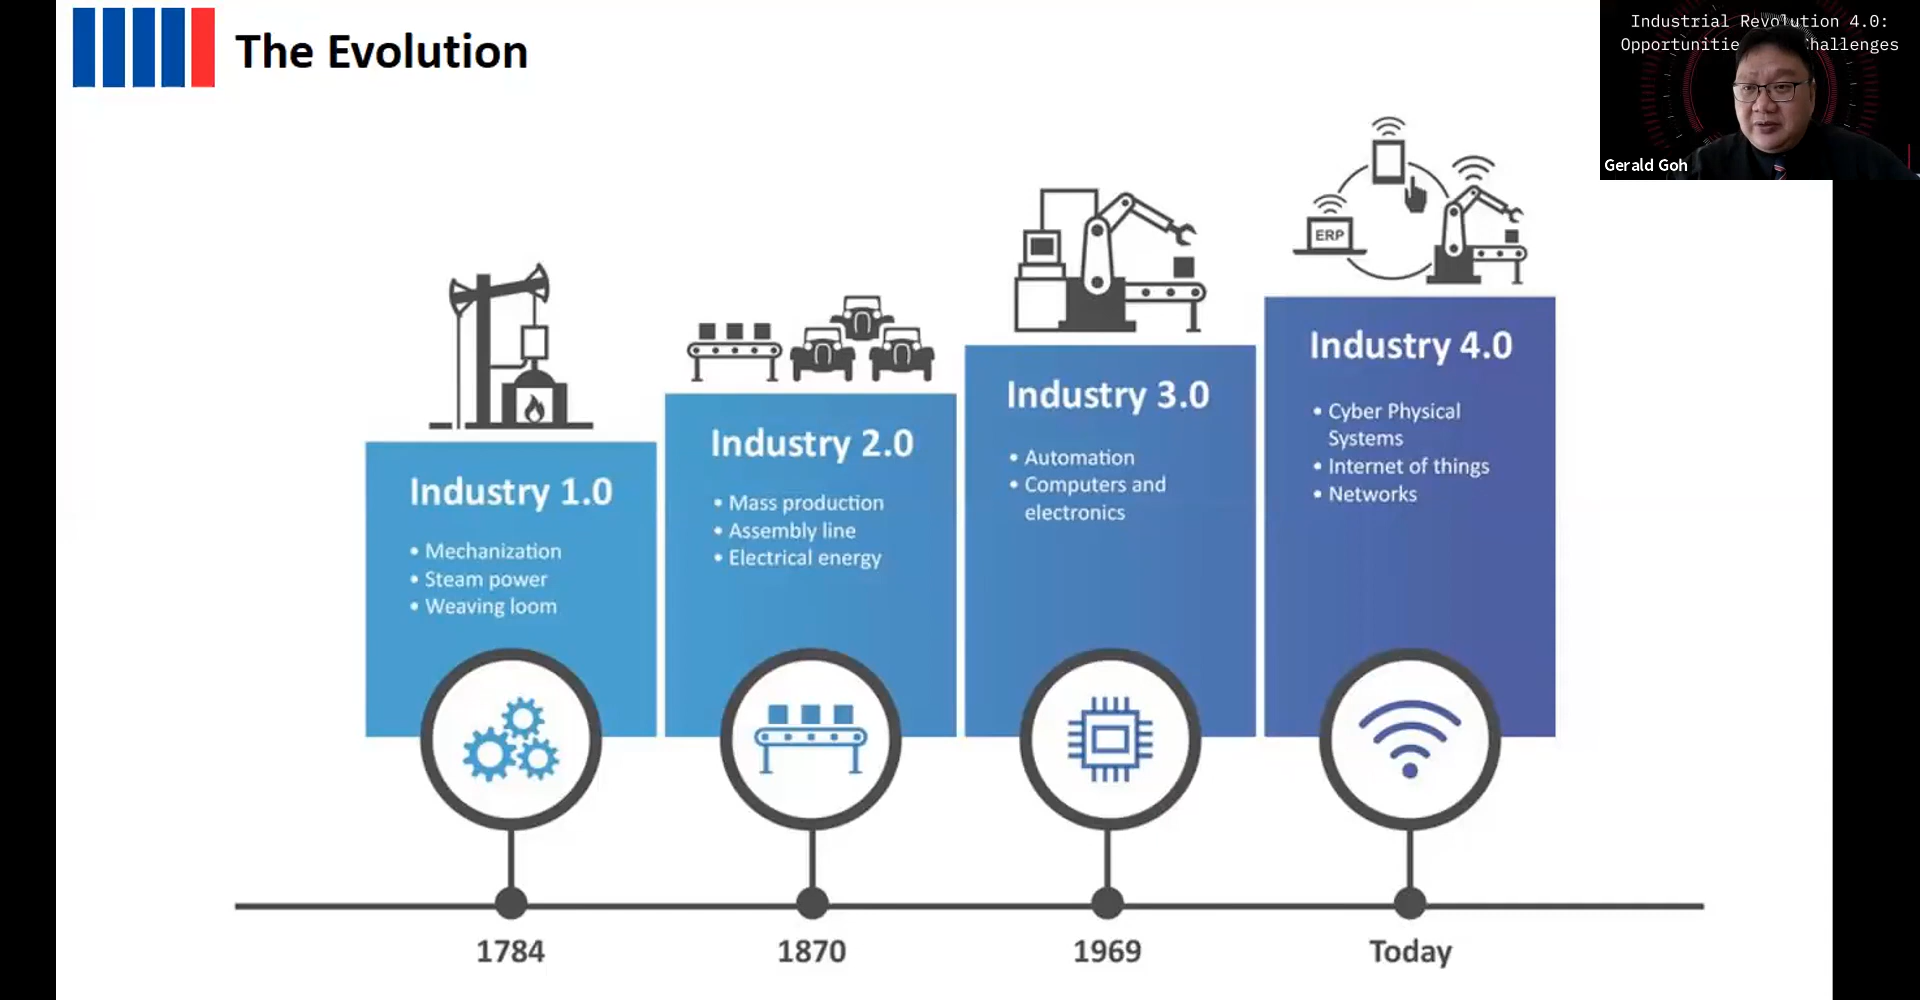 The Evolution
Industrial Revolution 4.0:
Opportunitie hallenges
Gerald Goh
ERP
Industry 1.0
• Mechanization
• Steam power
• Weaving loom
Industry 2.0
• Mass production
• Assembly line
• Electrical energy
Industry 3.0
• Automation
• Computers and
electronics
Industry 4.0
• Cyber Physical
Systems
• Internet of things
• Networks
1784
1870
1969
Today